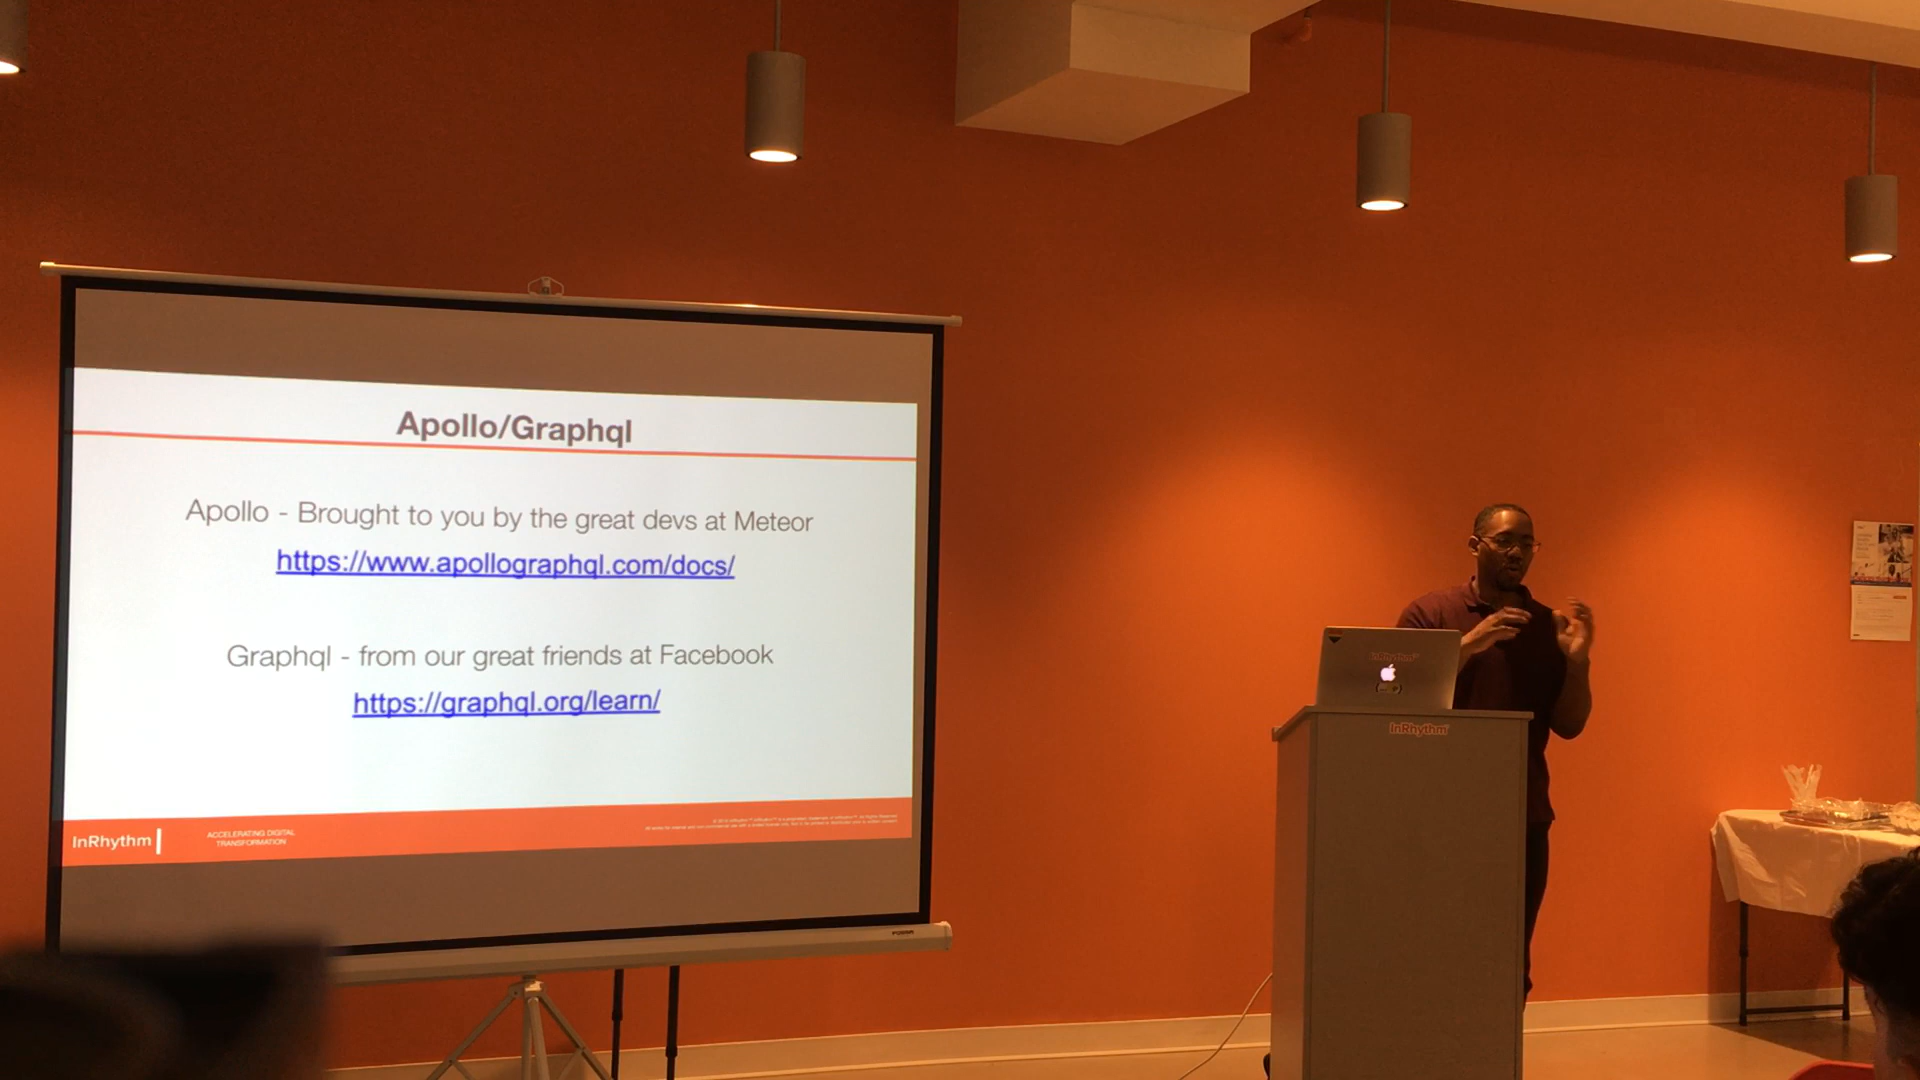 Apollo/Graphql
Apollo - Brought to you by the great devs at Meteor
https://www.apollographql.com/docs/
Graphql - from our great friends at Facebook
https://graphql.org/learn/
InRhythm
ACCELERATING DIGITAL
TRANSFORMATION
InRhythm
InRhythm